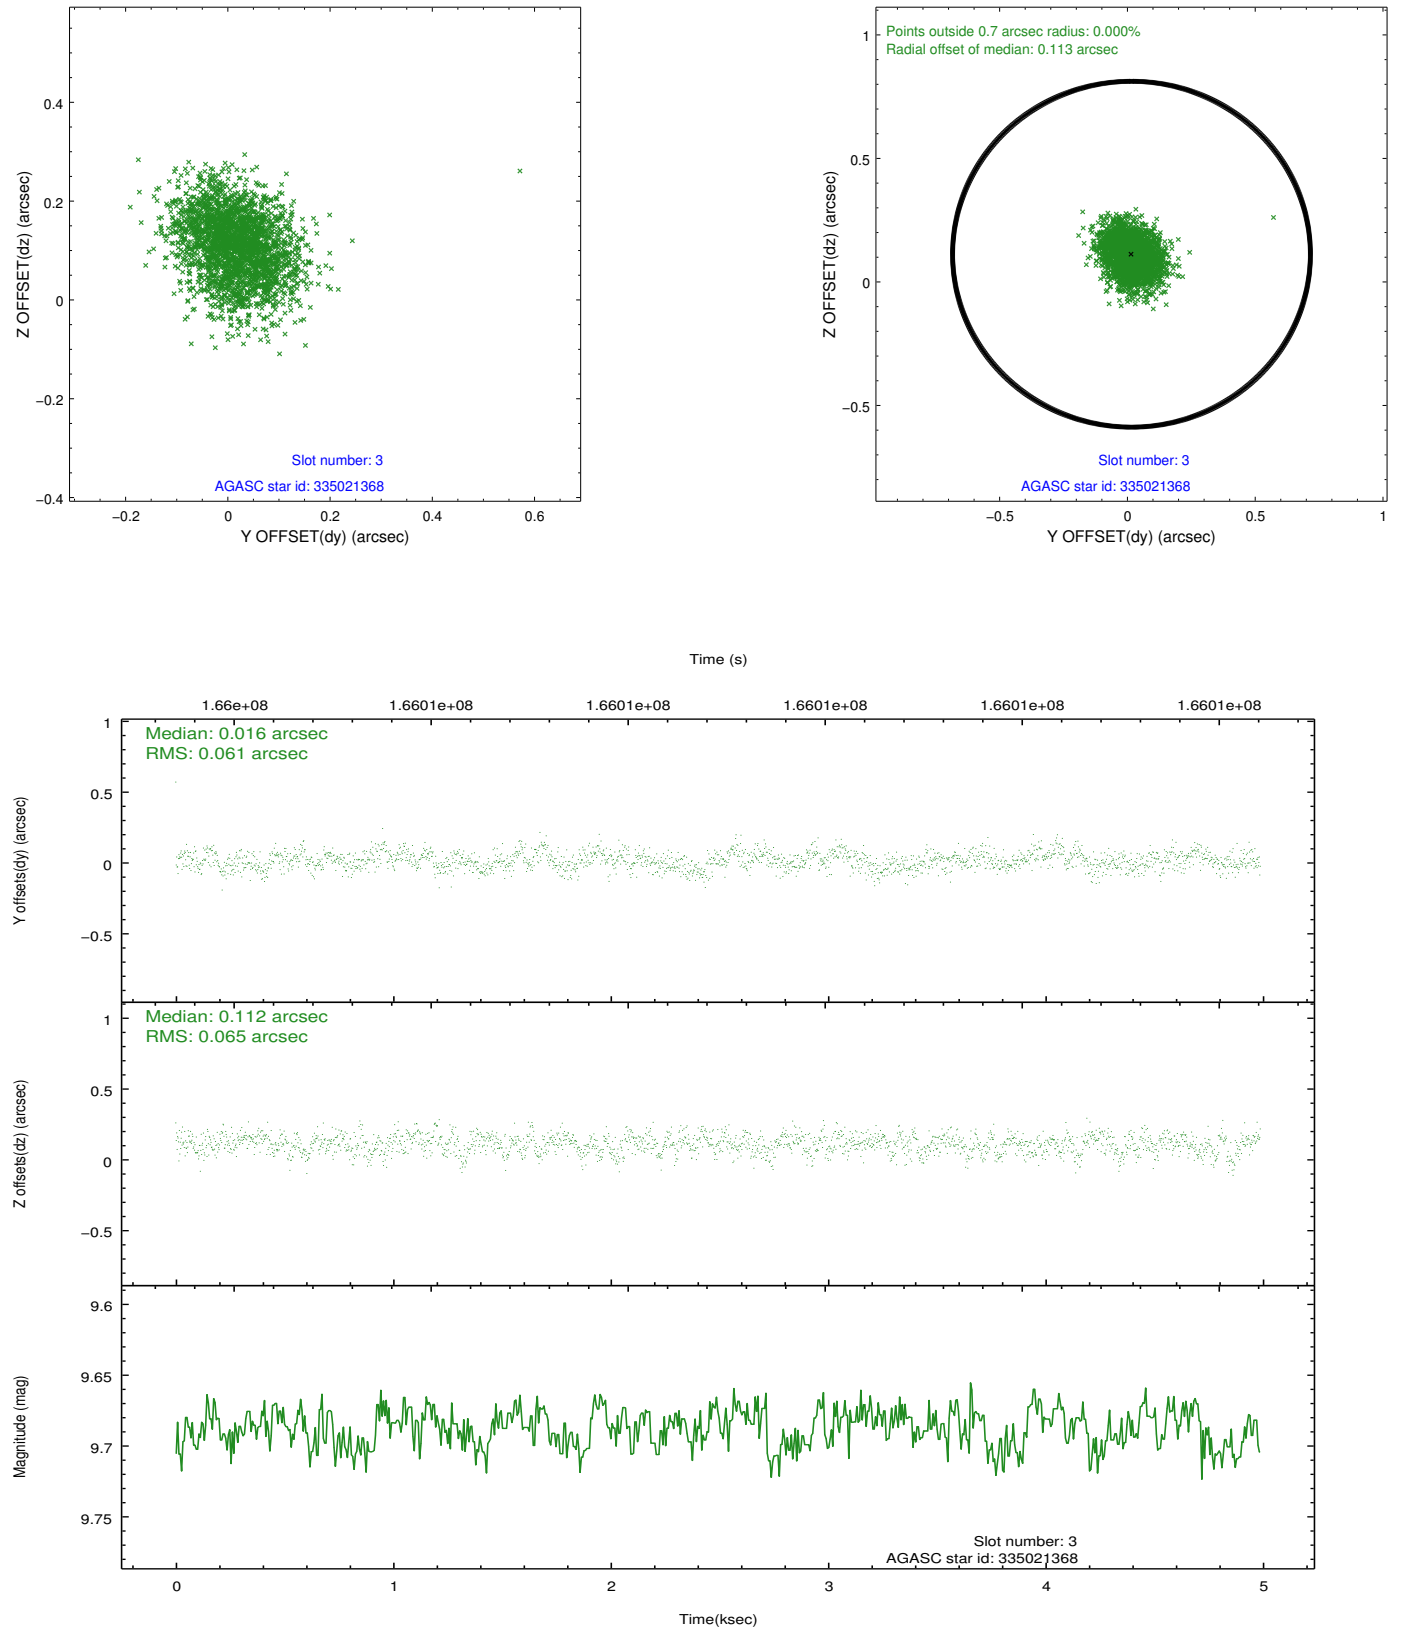 0.4
0.2
0
−0.2
−0.4
Z OFFSET(dz) (arcsec)
Slot number: 3
AGASC star id: 335021368
−0.2 0 0.2 0.4 0.6
Y OFFSET(dy) (arcsec)
Points outside 0.7 arcsec radius: 0.000%
Radial offset of median: 0.113 arcsec
1
0.5
0
−0.5
Z OFFSET(dz) (arcsec)
Slot number: 3
AGASC star id: 335021368
−0.5 0 0.5 1
Y OFFSET(dy) (arcsec)
Time (s)
1.66e+08 1.6601e+08 1.6601e+08 1.6601e+08 1.6601e+08 1.6601e+08
Median: 0.016 arcsec
RMS: 0.061 arcsec
1
0.5
0
−0.5
Y offsets(dy) (arcsec)
Median: 0.112 arcsec
RMS: 0.065 arcsec
1
0.5
0
−0.5
Z offsets(dz) (arcsec)
9.6
9.65
9.7
9.75
Magnitude (mag)
Slot number: 3
AGASC star id: 335021368
0 1 2 3 4 5
Time(ksec)